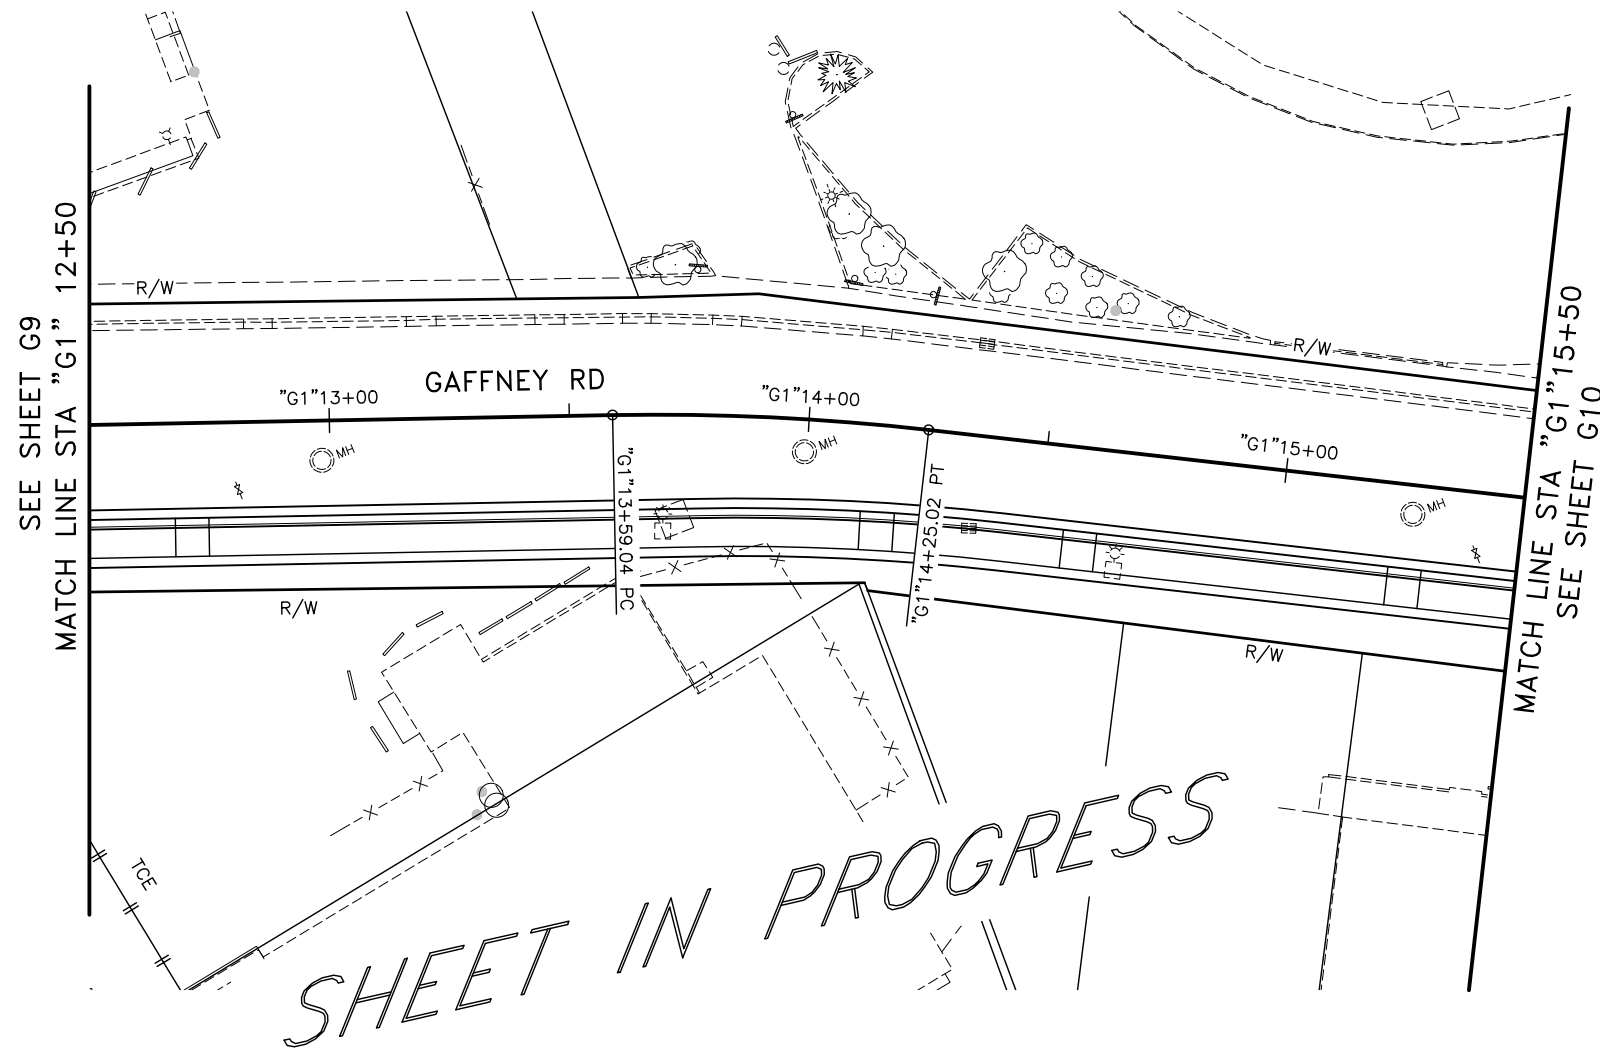 SEE SHEET G9
MATCH LINE STA "G1" 12+50
R/W
R/W
GAFFNEY RD
"G1"13+00
"G1"14+00
"G1"15+00
MH
MH
MH
"G1"13+59.04 PC
"G1"14+25.02 PT
R/W
R/W
TCE
MATCH LINE STA "G1"15+50
SEE SHEET G10
SHEET IN PROGRESS